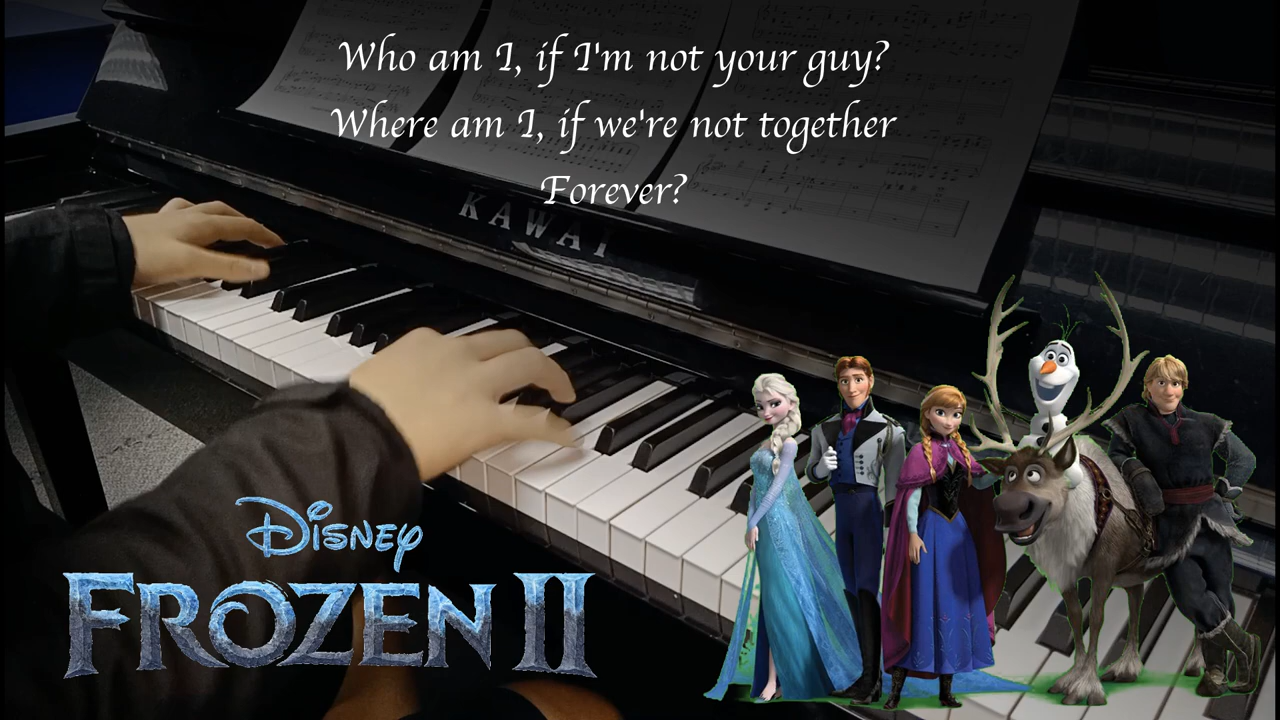 Who am I, if I'm not your guy?
Where am I, if we're not together
Forever?
KAWAI
DISNEY
FROZEN II